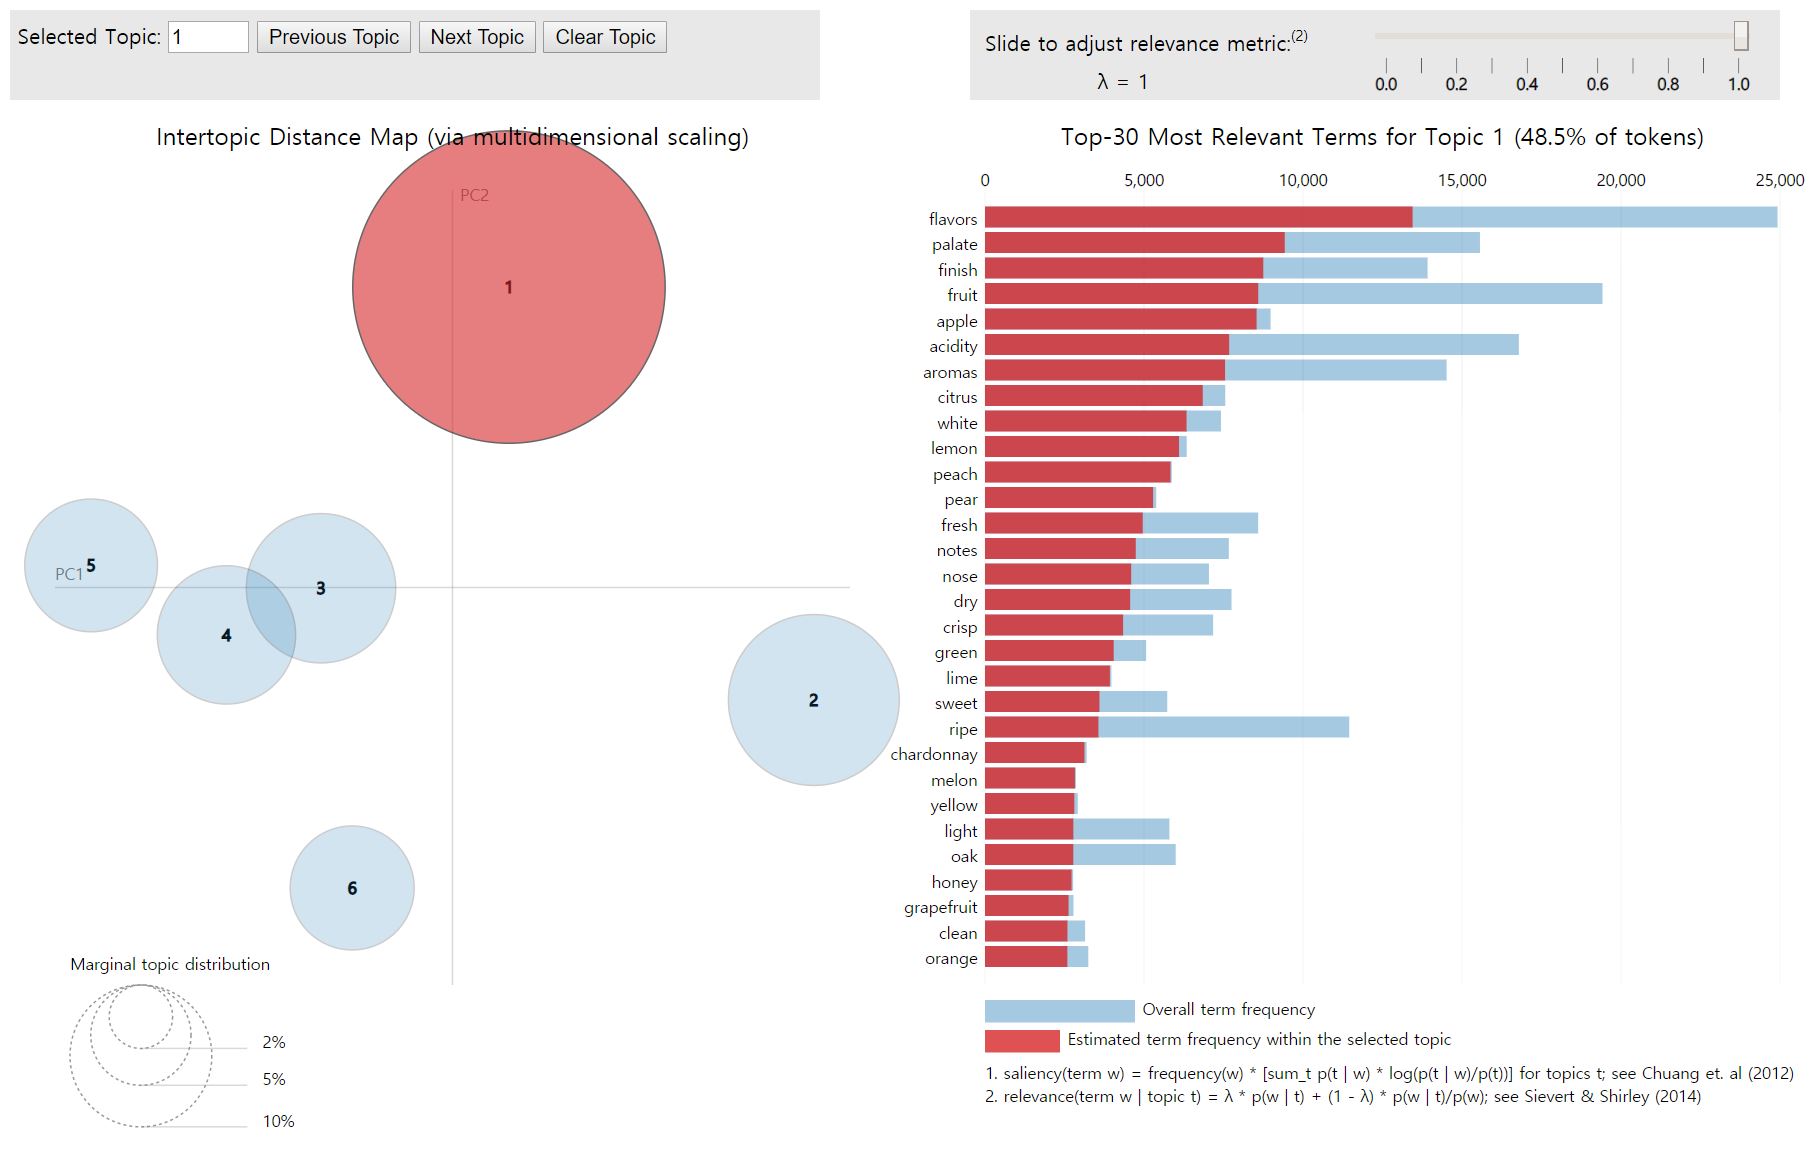 Selected Topic: 1 Previous Topic Next Topic Clear Topic
Slide to adjust relevance metric:(2)
λ = 1
0.0 0.2 0.4 0.6 0.8 1.0
Intertopic Distance Map (via multidimensional scaling)
PC2
1
5
PC1
3
4
2
6
Marginal topic distribution
2%
5%
10%
Top-30 Most Relevant Terms for Topic 1 (48.5% of tokens)
0 5,000 10,000 15,000 20,000 25,000
flavors
palate
finish
fruit
apple
acidity
aromas
citrus
white
lemon
peach
pear
fresh
notes
nose
dry
crisp
green
lime
sweet
ripe
chardonnay
melon
yellow
light
oak
honey
grapefruit
clean
orange
Overall term frequency
Estimated term frequency within the selected topic
1. saliency(term w) = frequency(w) * [sum_t p(t | w) * log(p(t | w)/p(t))] for topics t; see Chuang et. al (2012)
2. relevance(term w | topic t) = λ * p(w | t) + (1 - λ) * p(w | t)/p(w); see Sievert & Shirley (2014)